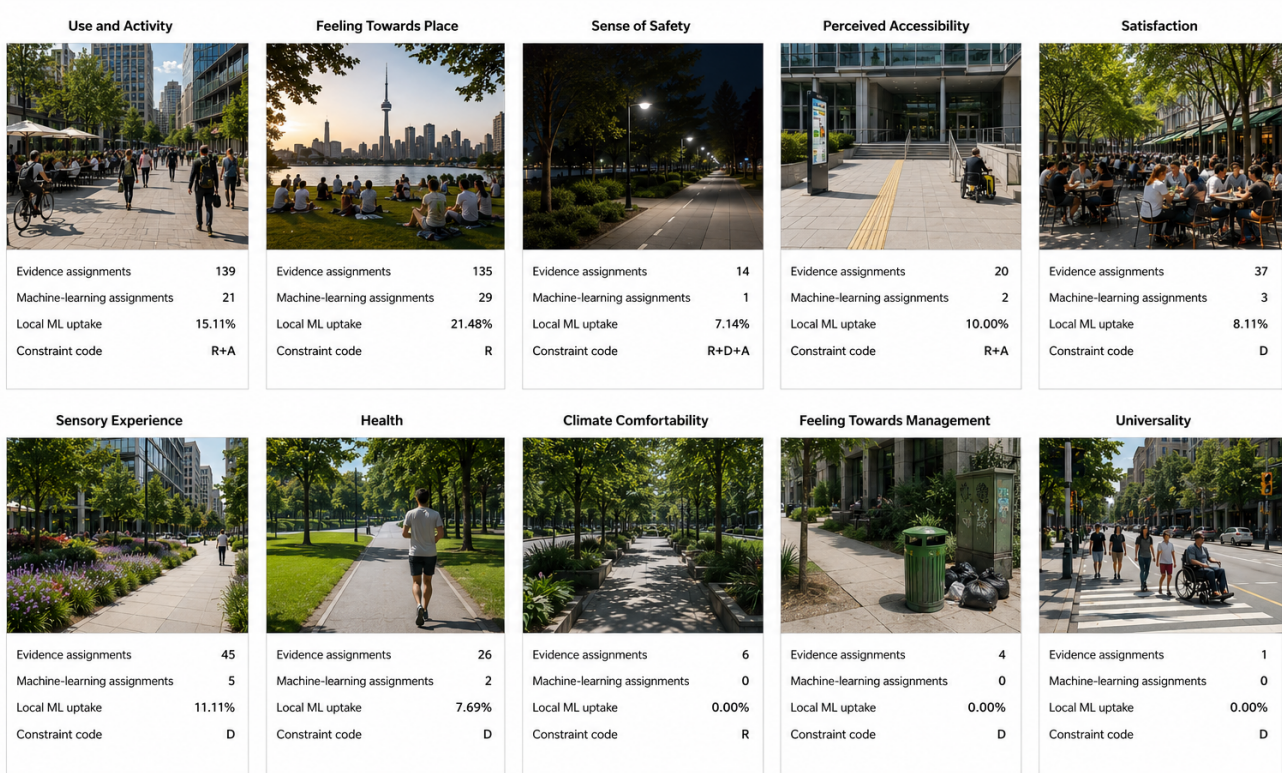 Use and Activity
Feeling Towards Place
Sense of Safety
Perceived Accessibility
Satisfaction
Evidence assignments 139
Machine-learning assignments 21
Local ML uptake 15.11%
Constraint code R+A
Evidence assignments 135
Machine-learning assignments 29
Local ML uptake 21.48%
Constraint code R
Evidence assignments 14
Machine-learning assignments 1
Local ML uptake 7.14%
Constraint code R+D+A
Evidence assignments 20
Machine-learning assignments 2
Local ML uptake 10.00%
Constraint code R+A
Evidence assignments 37
Machine-learning assignments 3
Local ML uptake 8.11%
Constraint code D
Sensory Experience
Health
Climate Comfortability
Feeling Towards Management
Universality
Evidence assignments 45
Machine-learning assignments 5
Local ML uptake 11.11%
Constraint code D
Evidence assignments 26
Machine-learning assignments 2
Local ML uptake 7.69%
Constraint code D
Evidence assignments 6
Machine-learning assignments 0
Local ML uptake 0.00%
Constraint code R
Evidence assignments 4
Machine-learning assignments 0
Local ML uptake 0.00%
Constraint code D
Evidence assignments 1
Machine-learning assignments 0
Local ML uptake 0.00%
Constraint code D